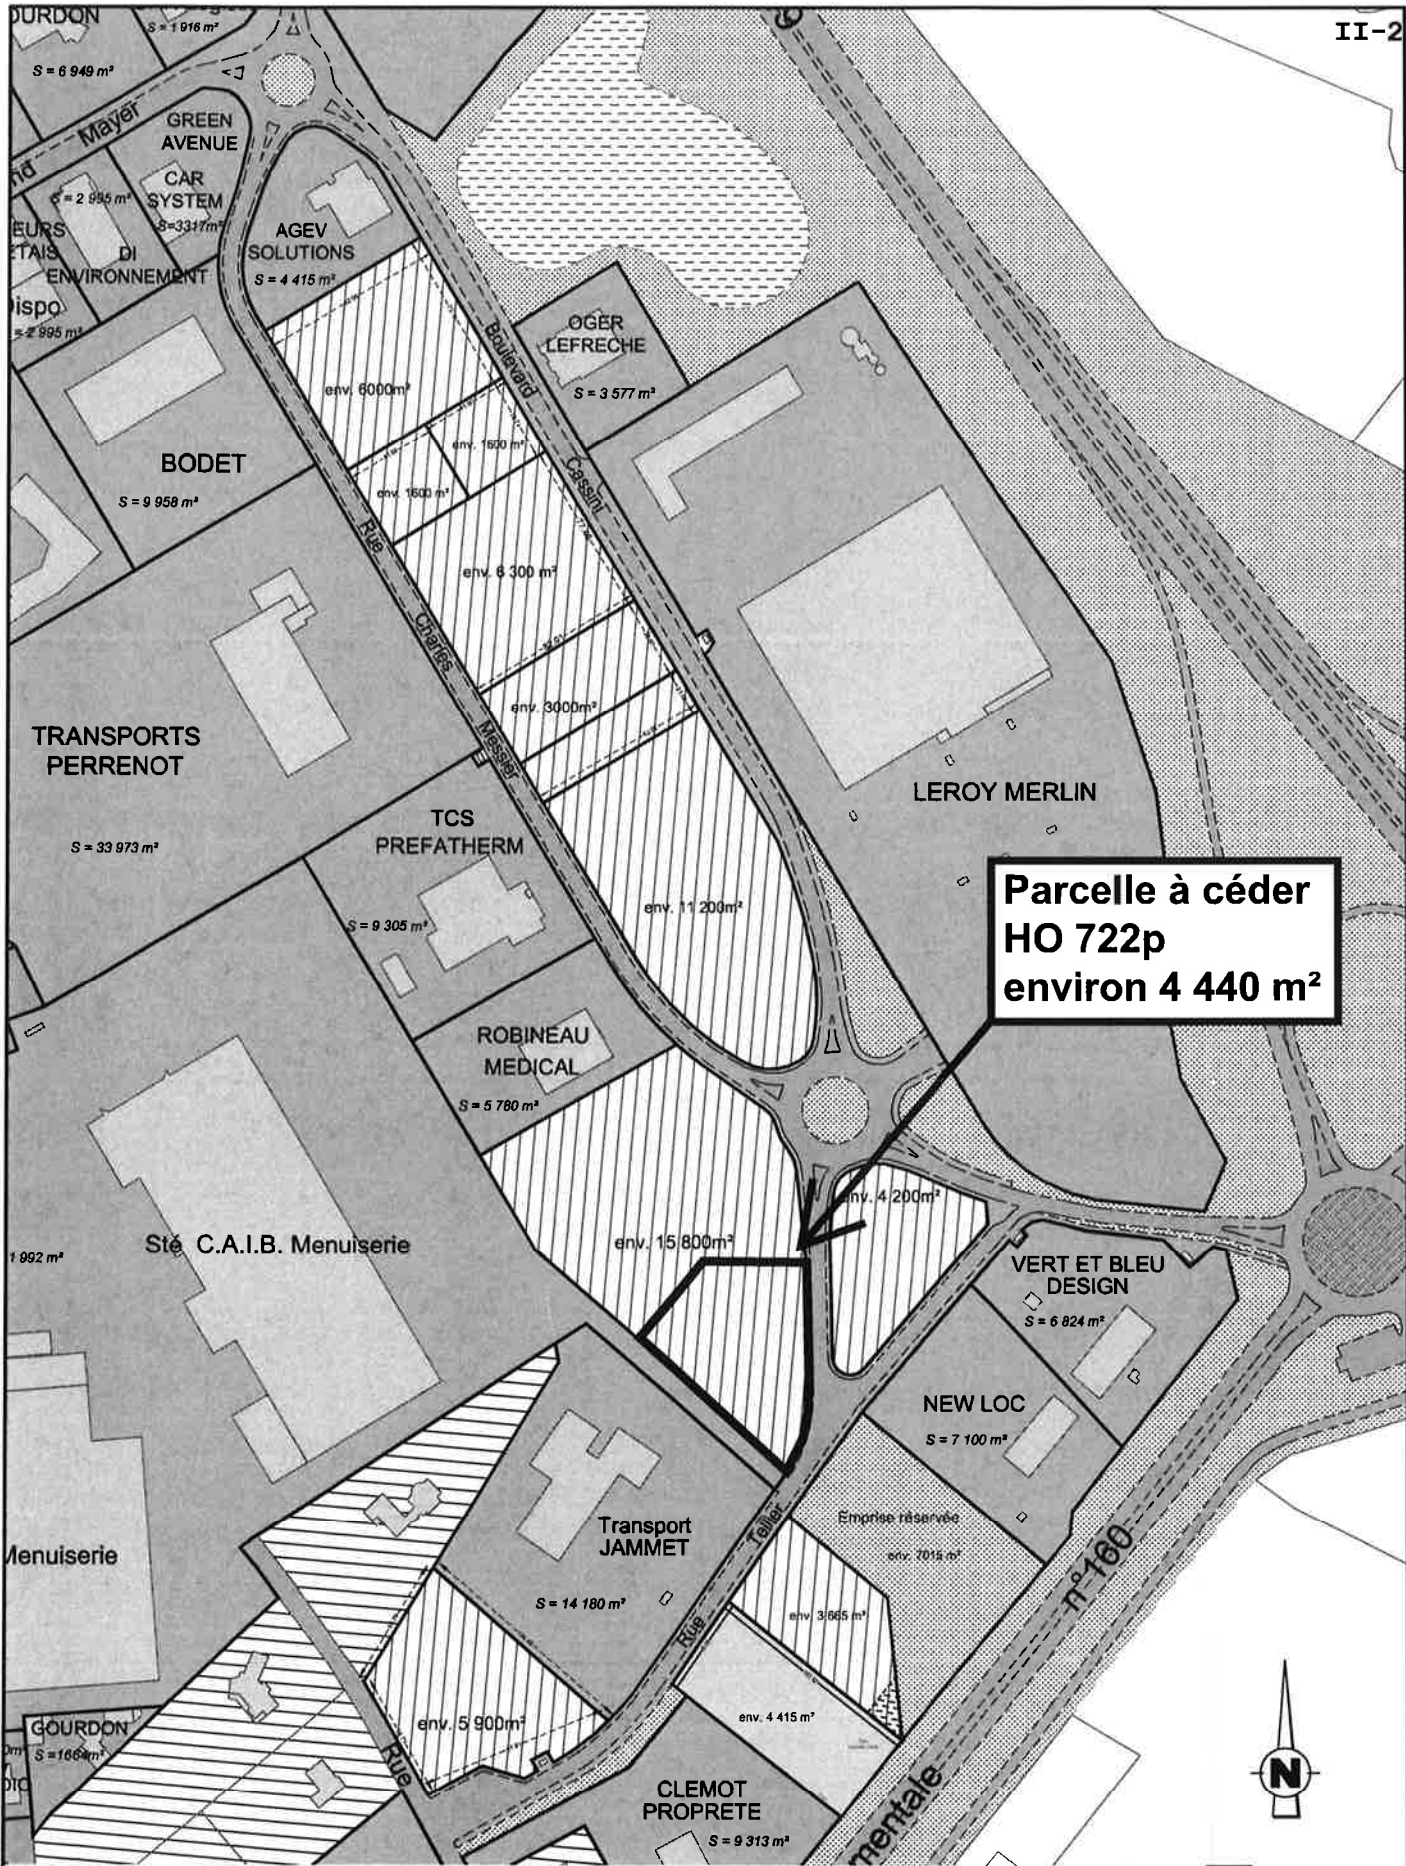 II-2
OURDON
S = 6 949 m²
S = 1 916 m²
Mayer
GREEN
AVENUE
CAR
SYSTEM
S=3317m²
S = 2 995 m²
DI
ENVIRONNEMENT
EURS
ETAIS
Dispo
= 2 995 m²
AGEV
SOLUTIONS
S = 4 415 m²
OGER
LEFRECHE
S = 3 577 m²
Boulevard
Cassini
env. 6000m²
env. 1600 m²
env. 1600 m²
BODET
S = 9 958 m²
Rue
Charles
Messier
env. 6 300 m²
env. 3000m²
TRANSPORTS
PERRENOT
S = 33 973 m²
LEROY MERLIN
TCS
PREFATHERM
S = 9 305 m²
env. 11 200m²
Parcelle à céder
HO 722p
environ 4 440 m²
ROBINEAU
MEDICAL
S = 5 780 m²
env. 4 200m²
env. 15 800m²
Sté C.A.I.B. Menuiserie
1 992 m²
VERT ET BLEU
DESIGN
S = 6 824 m²
NEW LOC
S = 7 100 m²
Emprise réservée
env. 7015 m²
Transport
JAMMET
S = 14 180 m²
Rue
Tellier
n° 160
mentale
Menuiserie
env. 3 665 m²
env. 4 415 m²
env. 5 900m²
Rue
GOURDON
S =1664m²
CLEMOT
PROPRETE
S = 9 313 m²
N